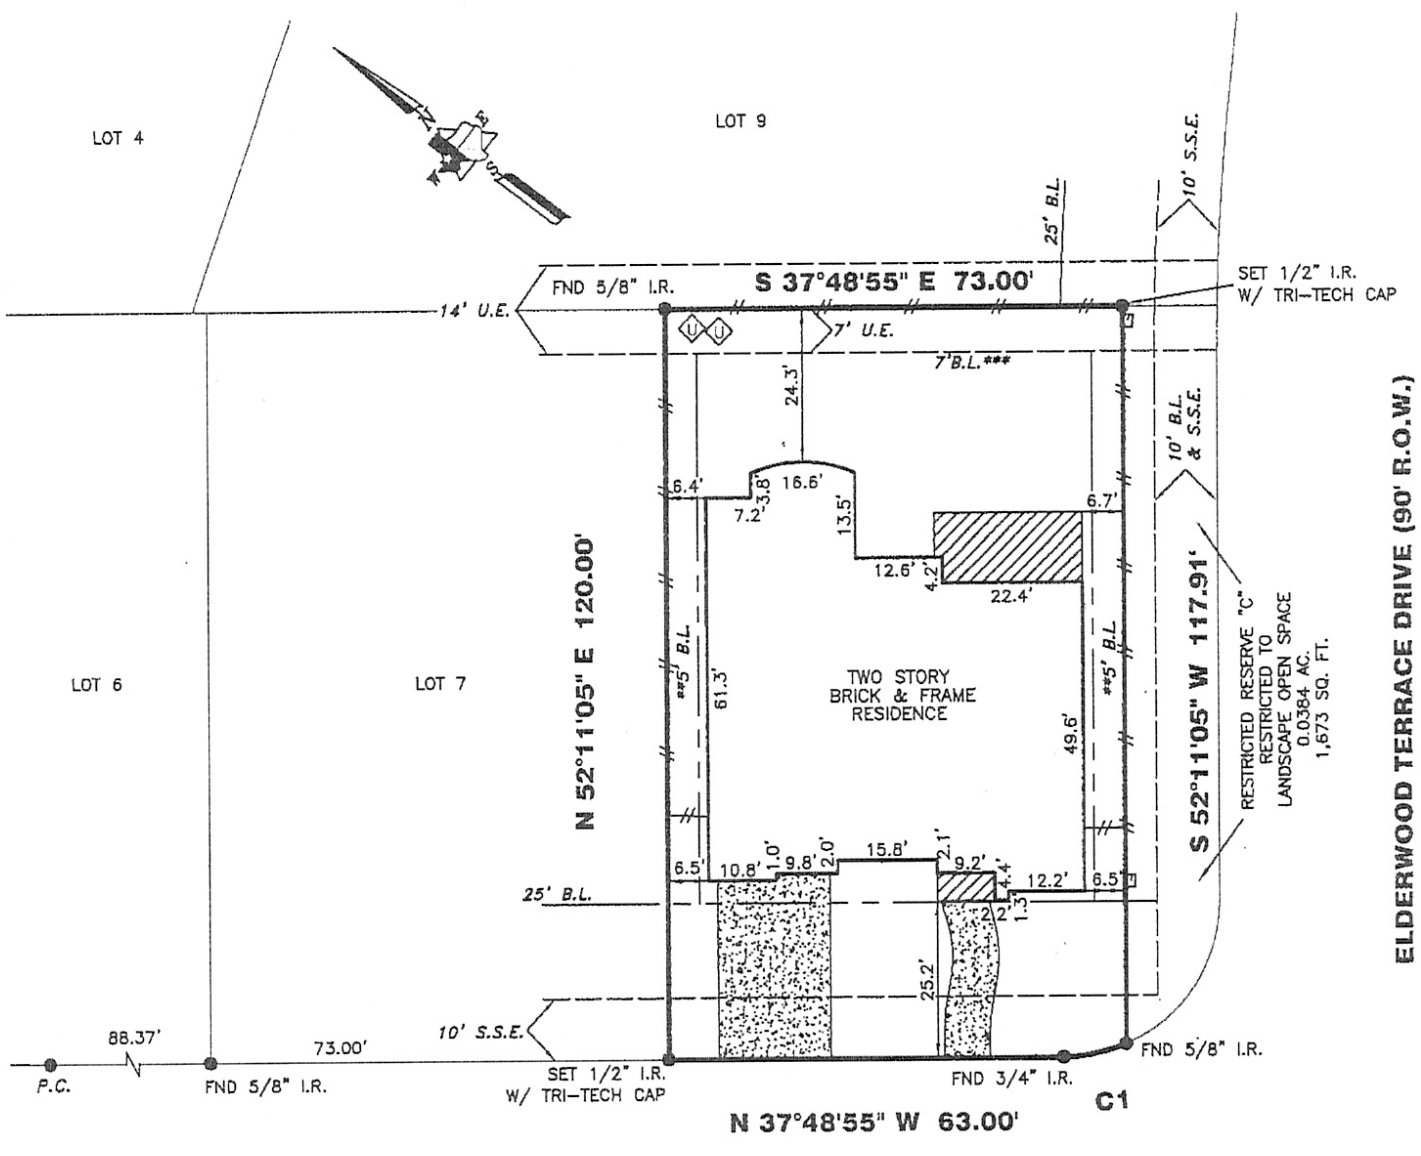 LOT 4
LOT 9
N
E
S
W
10' S.S.E.
25' B.L.
S 37°48'55" E 73.00'
FND 5/8" I.R.
SET 1/2" I.R.
W/ TRI-TECH CAP
14' U.E.
U
U
7' U.E.
7'B.L.***
24.3'
10' B.L.
& S.S.E.
ELDERWOOD TERRACE DRIVE (90' R.O.W.)
6.4'
7.2'
3.8'
16.6'
13.5'
12.6'
4.2'
22.4'
6.7'
N 52°11'05" E 120.00'
LOT 6
LOT 7
**5' B.L.
61.3'
TWO STORY
BRICK & FRAME
RESIDENCE
49.6'
**5' B.L.
S 52°11'05" W 117.91'
RESTRICTED RESERVE "C"
RESTRICTED TO
LANDSCAPE OPEN SPACE
0.0384 AC.
1,673 SQ. FT.
6.5'
10.8'
1.0'
9.8'
2.0'
15.8'
2.1'
9.2'
4.4'
2.2'
1.3'
12.2'
6.5'
25' B.L.
25.2'
10' S.S.E.
88.37'
73.00'
P.C.
FND 5/8" I.R.
SET 1/2" I.R.
W/ TRI-TECH CAP
FND 3/4" I.R.
FND 5/8" I.R.
C1
N 37°48'55" W 63.00'